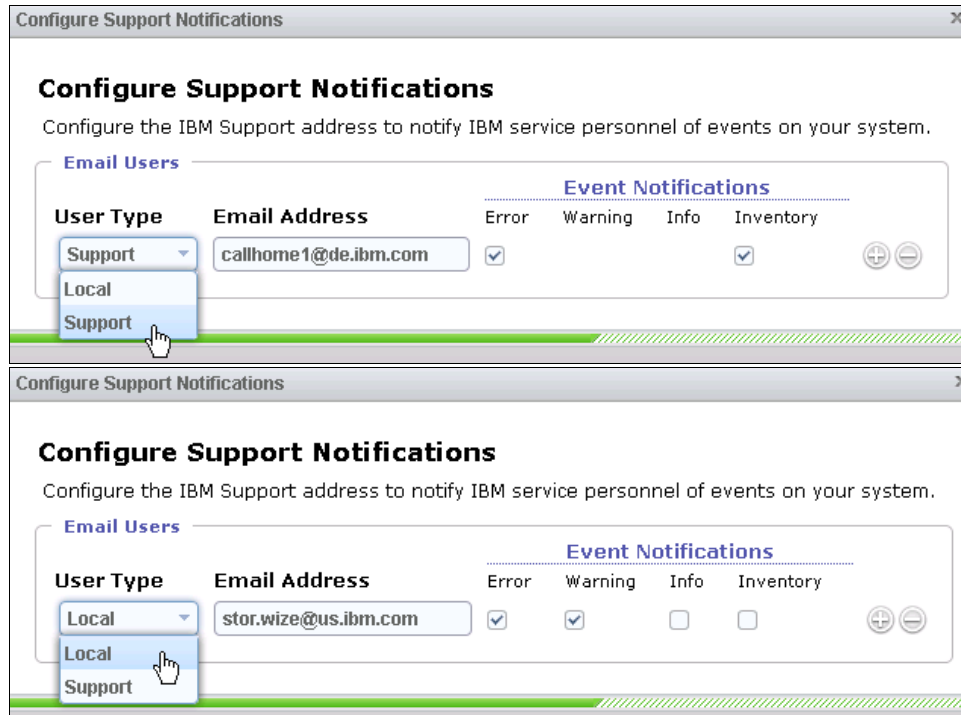 Configure Support Notifications
Configure Support Notifications
Configure the IBM Support address to notify IBM service personnel of events on your system.
Email Users
Event Notifications
User Type Email Address Error Warning Info Inventory
Support callhome1@de.ibm.com
Local
Support
Configure Support Notifications
Configure Support Notifications
Configure the IBM Support address to notify IBM service personnel of events on your system.
Email Users
Event Notifications
User Type Email Address Error Warning Info Inventory
Local stor.wize@us.ibm.com
Local
Support